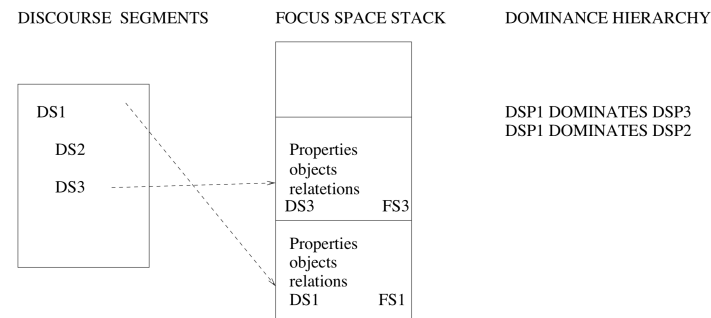 DISCOURSE SEGMENTS
DS1
DS2
DS3
FOCUS SPACE STACK
Properties
objects
relatetions
DS3 FS3
Properties
objects
relations
DS1 FS1
DOMINANCE HIERARCHY
DSP1 DOMINATES DSP3
DSP1 DOMINATES DSP2